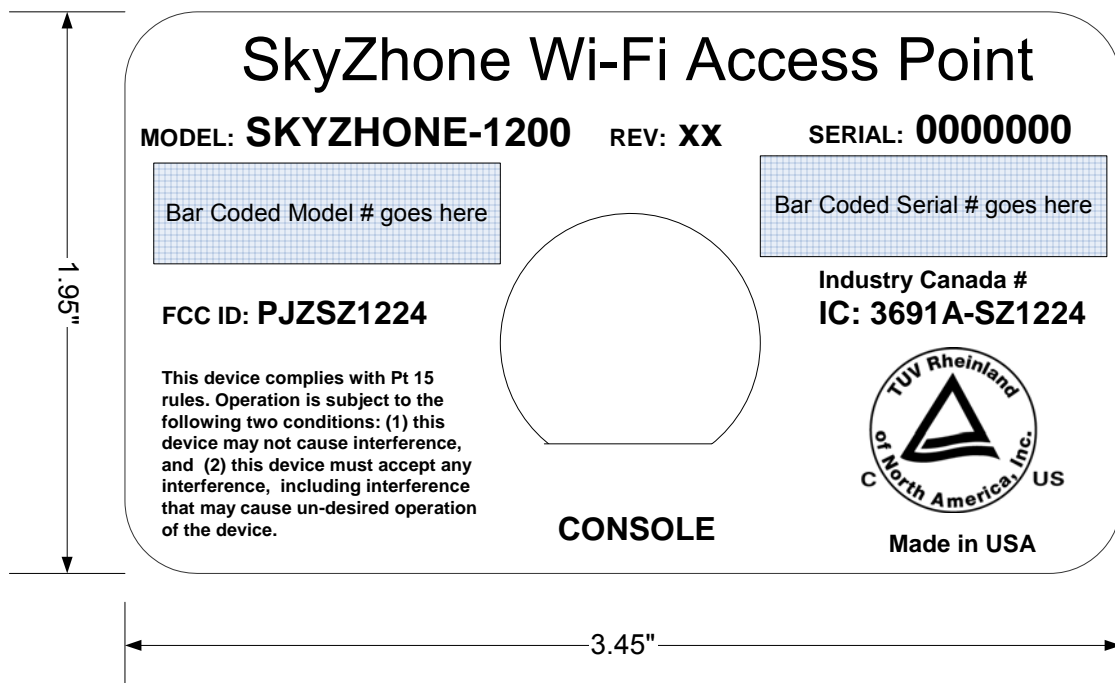 SkyZhone Wi-Fi Access Point
MODEL: SKYZHONE-1200 REV: XX SERIAL: 0000000
Bar Coded Model # goes here
Bar Coded Serial # goes here
FCC ID: PJZSZ1224
Industry Canada #
IC: 3691A-SZ1224
This device complies with Pt 15
rules. Operation is subject to the
following two conditions: (1) this
device may not cause interference,
and (2) this device must accept any
interference, including interference
that may cause un-desired operation
of the device.
CONSOLE
TUV Rheinland
of North America, Inc.
C US
Made in USA
1.95"
3.45"